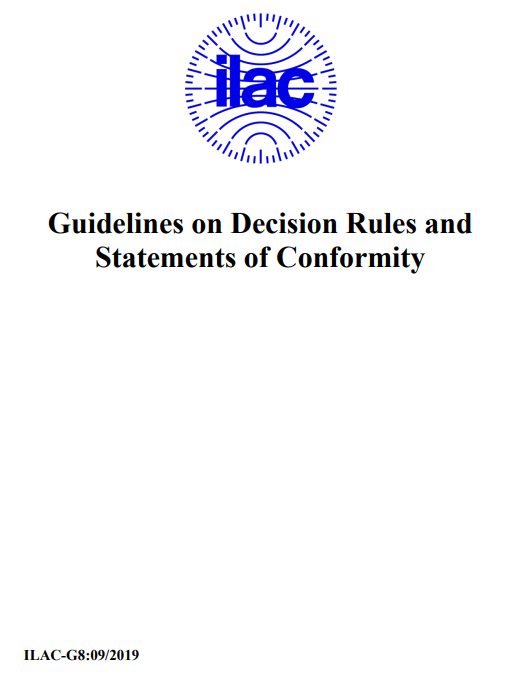 ilac
Guidelines on Decision Rules and
Statements of Conformity
ILAC-G8:09/2019